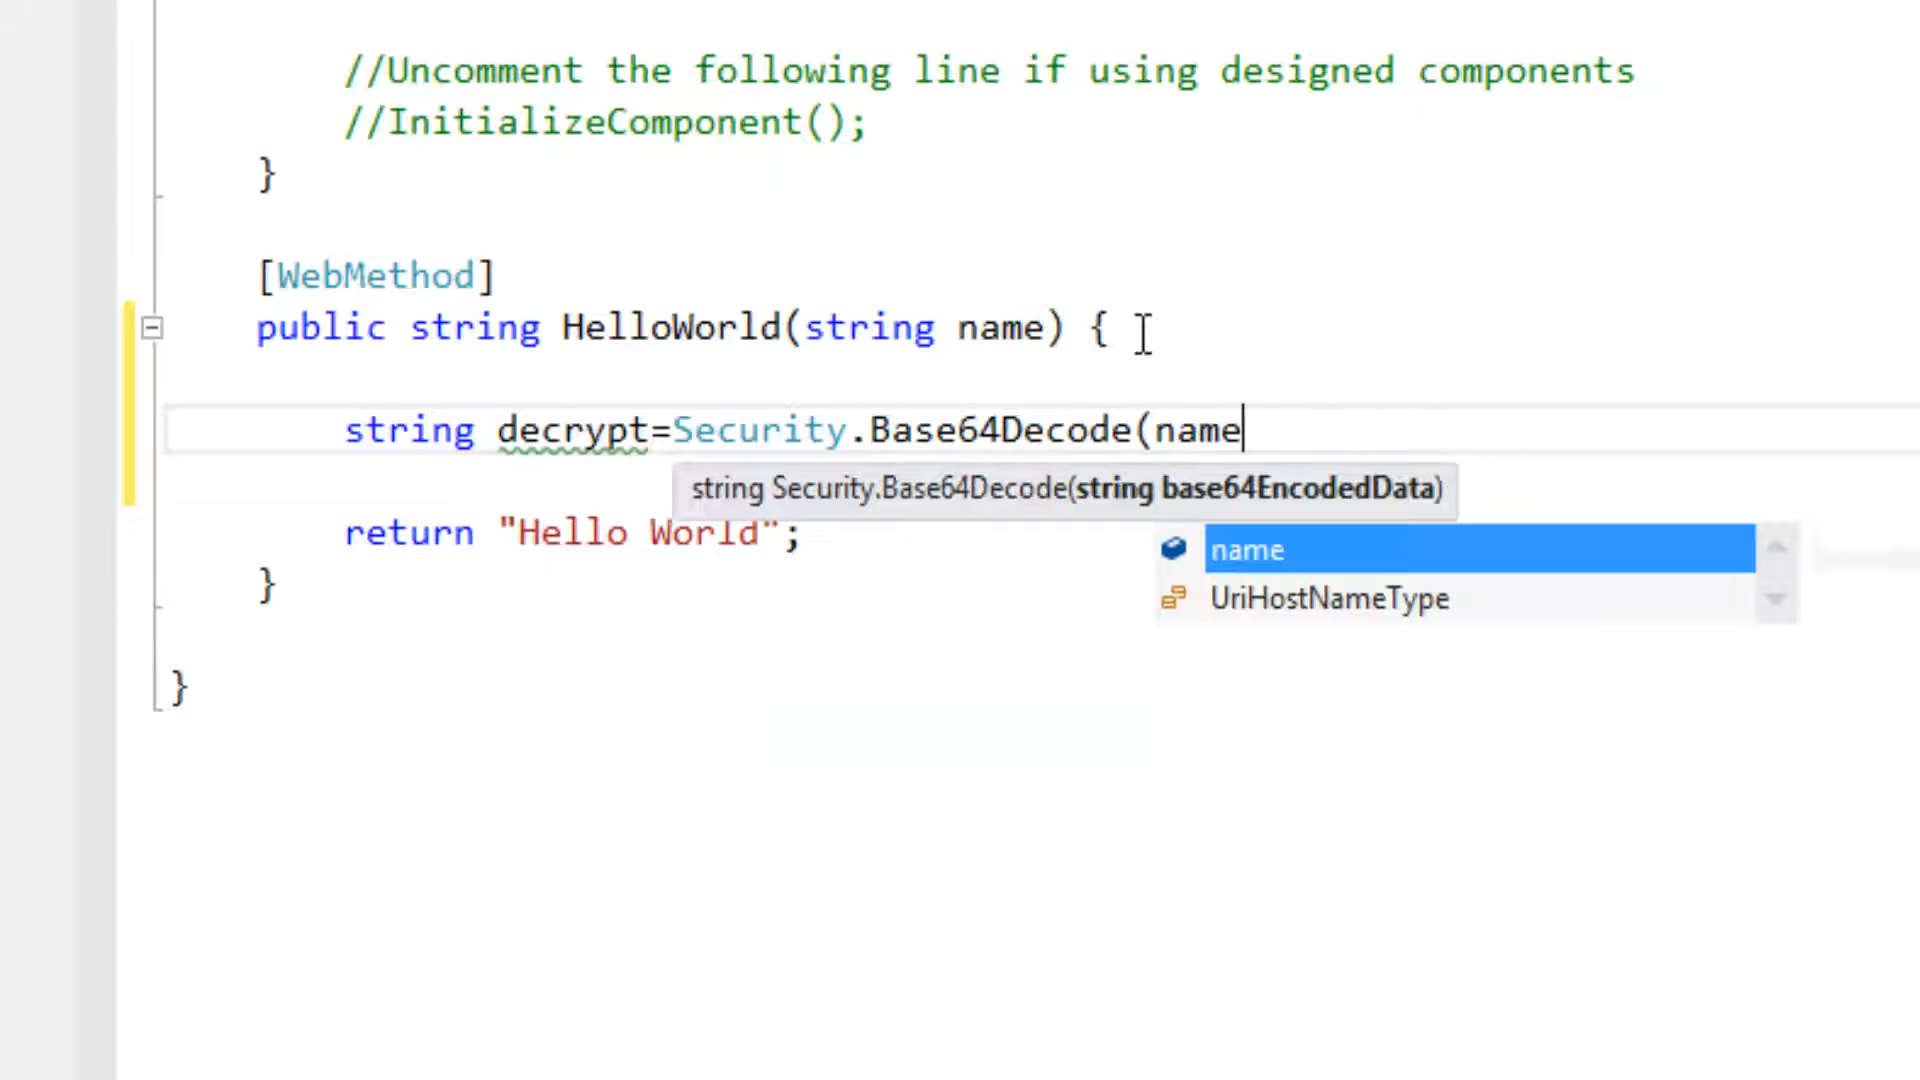 //Uncomment the following line if using designed components
//InitializeComponent();
}
[WebMethod]
public string HelloWorld(string name) {
string decrypt=Security.Base64Decode(name
string Security.Base64Decode(string base64EncodedData)
return "Hello World";
name
UriHostNameType
}
}